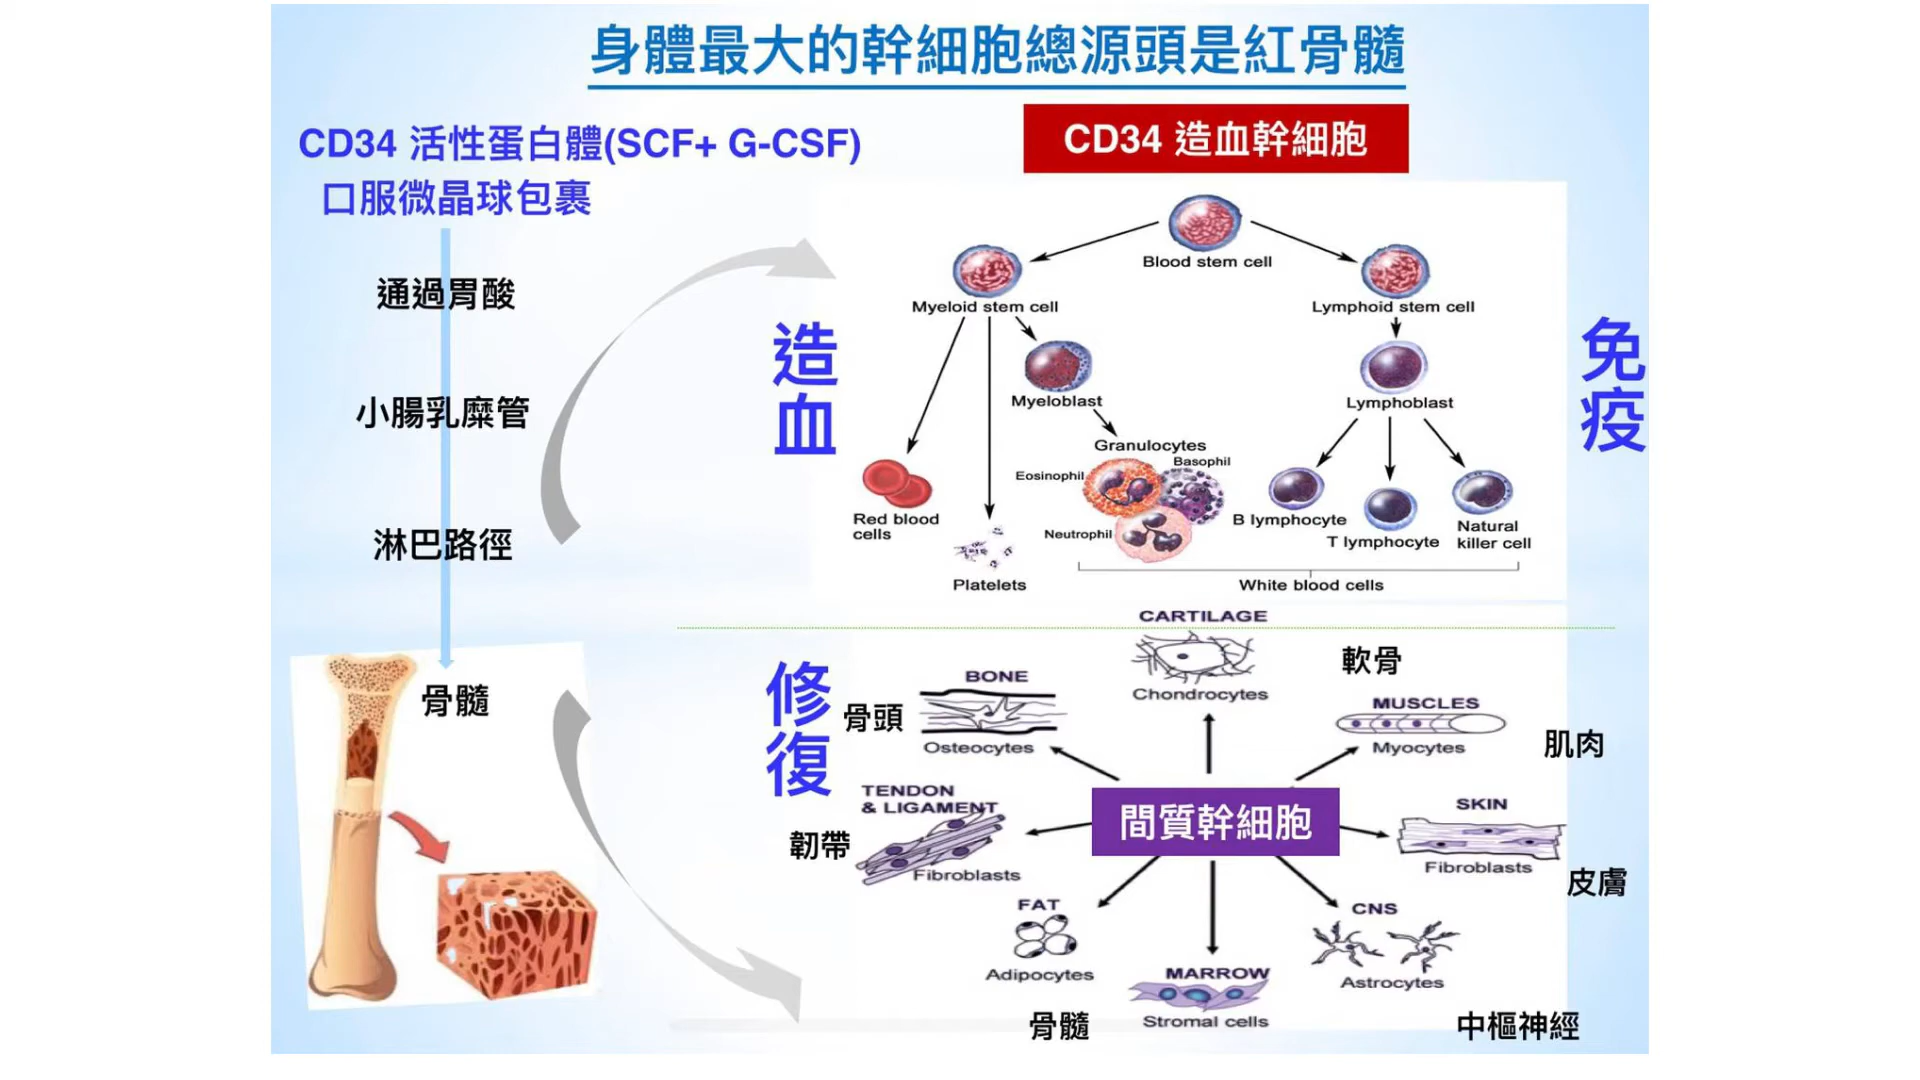 身體最大的幹細胞總源頭是紅骨髓
CD34 活性蛋白體(SCF+ G-CSF)
口服微晶球包裹
通過胃酸
小腸乳糜管
淋巴路徑
骨髓
CD34 造血幹細胞
造血
免疫
Blood stem cell
Myeloid stem cell
Lymphoid stem cell
Myeloblast
Lymphoblast
Granulocytes
Basophil
Eosinophil
Neutrophil
Red blood
cells
Platelets
B lymphocyte
T lymphocyte
Natural
killer cell
White blood cells
修復
CARTILAGE
Chondrocytes
軟骨
BONE
骨頭
Osteocytes
MUSCLES
Myocytes
肌肉
TENDON
& LIGAMENT
韌帶
Fibroblasts
間質幹細胞
SKIN
Fibroblasts
皮膚
FAT
Adipocytes
MARROW
Stromal cells
骨髓
CNS
Astrocytes
中樞神經